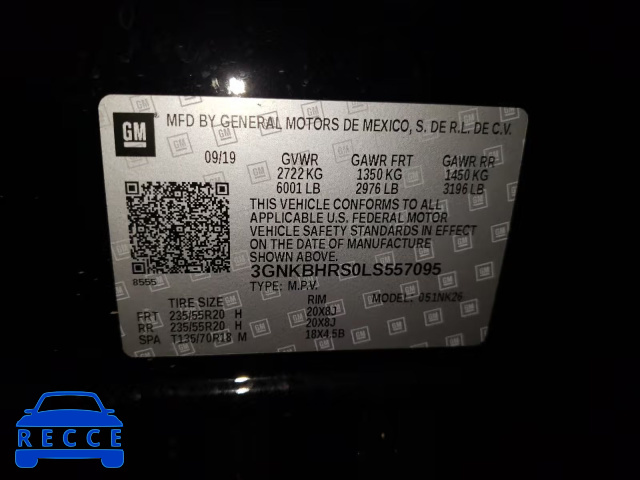 GM
MFD BY GENERAL MOTORS DE MEXICO, S. DE R.L. DE C.V.
09/19 GVWR GAWR FRT GAWR RR
2722 KG 1350 KG 1450 KG
6001 LB 2976 LB 3196 LB
THIS VEHICLE CONFORMS TO ALL
APPLICABLE U.S. FEDERAL MOTOR
VEHICLE SAFETY STANDARDS IN EFFECT
ON THE DATE OF MANUFACTURE
SHOWN ABOVE.
8555 3GNKBHRS0LS557095
TYPE: M.P.V. MODEL: 051NK26
TIRE SIZE RIM
FRT 235/55R20 H 20X8J
RR 235/55R20 H 20X8J
SPA T135/70R18 M 18X4.5B
RECCE.RU